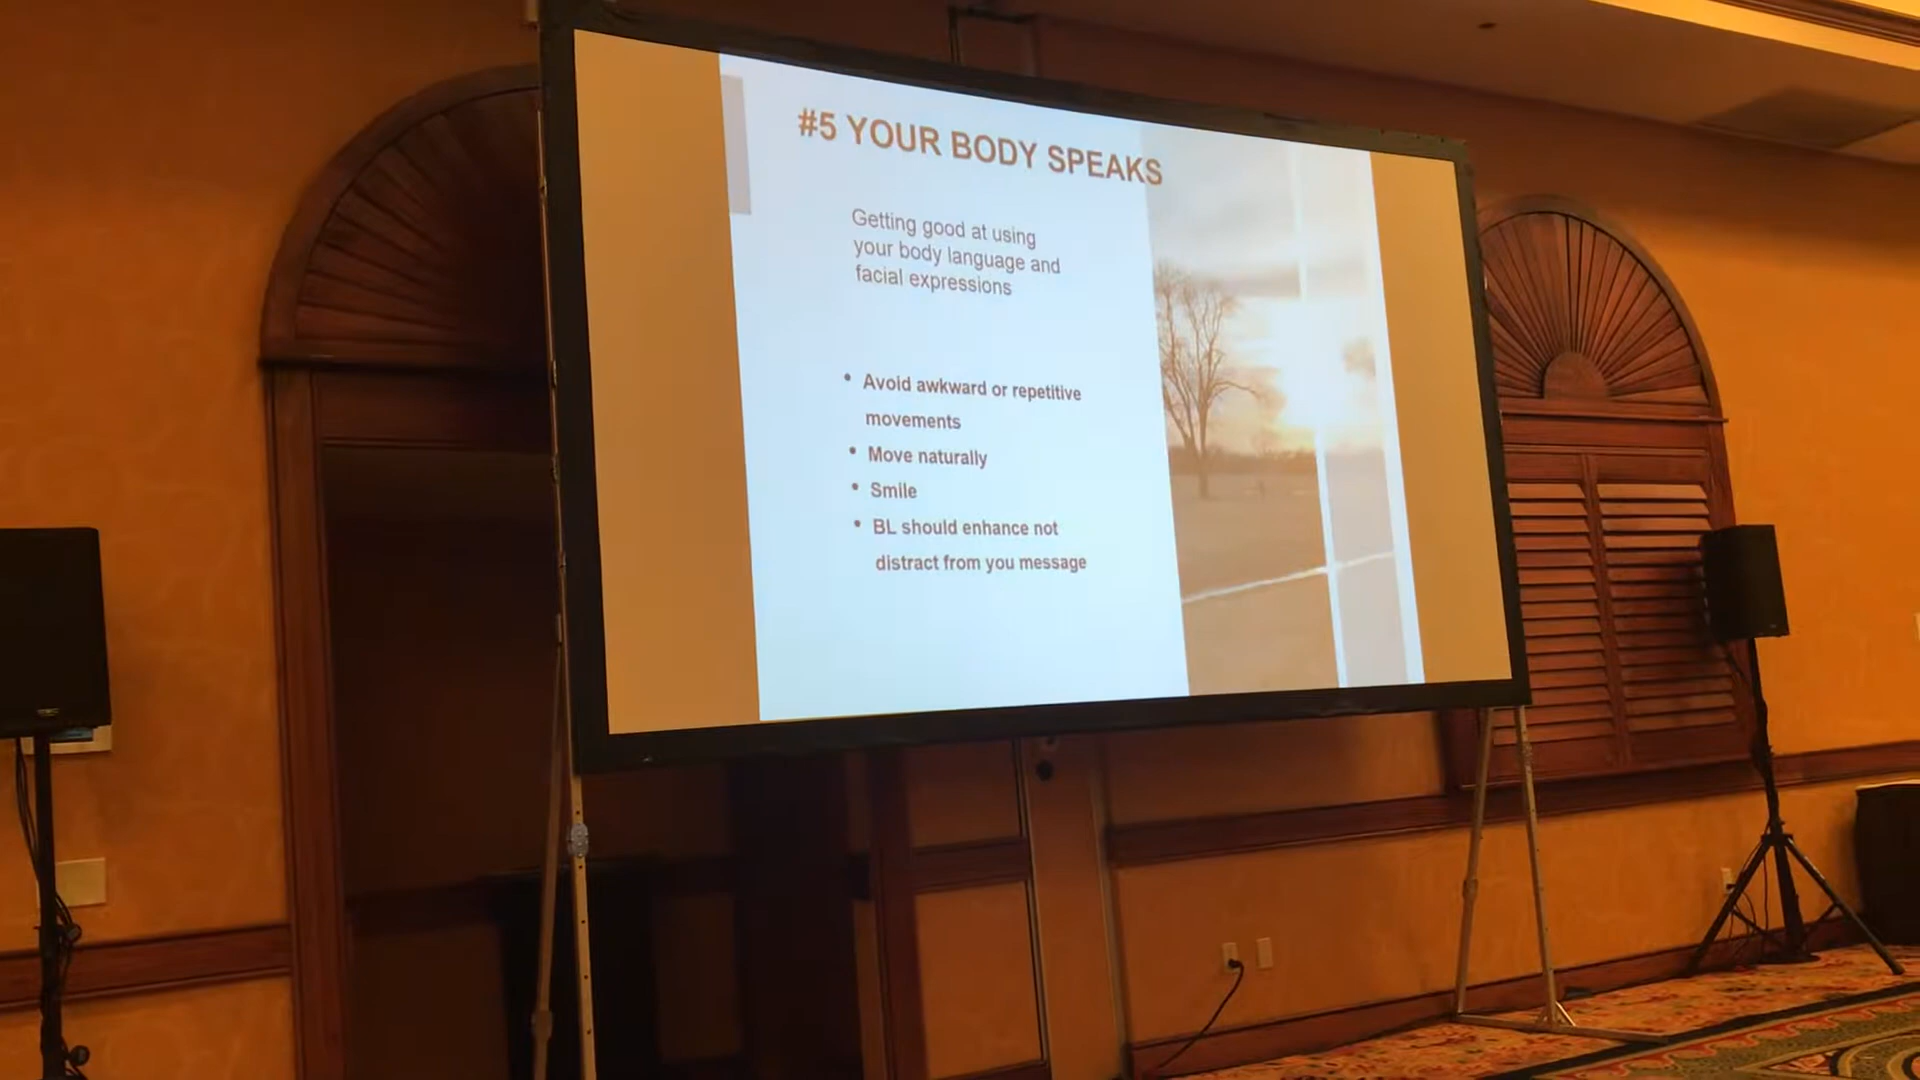 #5 YOUR BODY SPEAKS
Getting good at using
your body language and
facial expressions
• Avoid awkward or repetitive
movements
• Move naturally
• Smile
• BL should enhance not
distract from you message